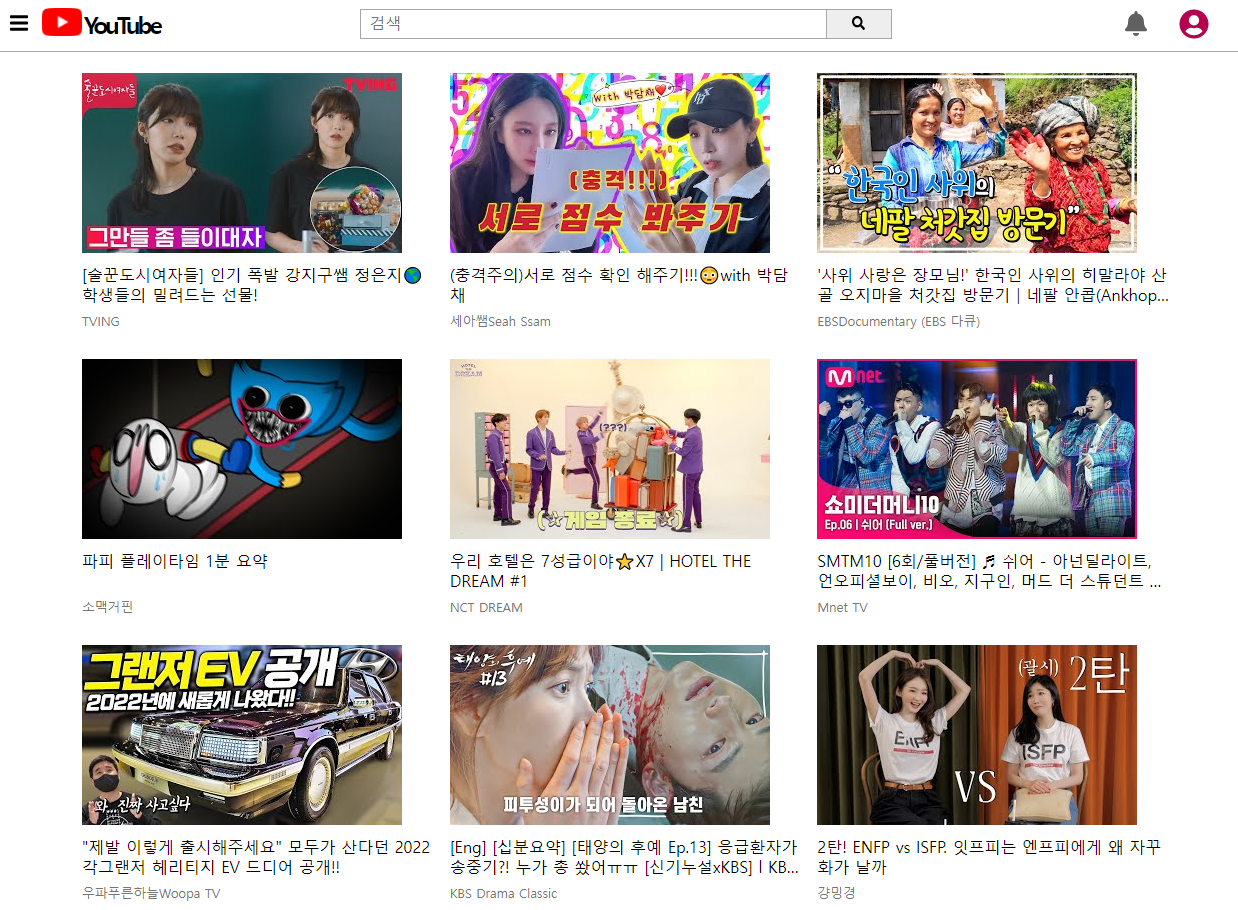 YouTube
검색
술꾼도시여자들
TVING
그만들 좀 들이대자
With 박담채
(충격!!!!)
서로 점수 봐주기
"한국인 사위의
네팔 처갓집 방문기"
[술꾼도시여자들] 인기 폭발 강지구쌤 정은지🌏
학생들의 밀려드는 선물!
TVING
(충격주의)서로 점수 확인 해주기!!!😳with 박담
채
세아쌤Seah Ssam
'사위 사랑은 장모님!' 한국인 사위의 히말라야 산
골 오지마을 처갓집 방문기 | 네팔 안콥(Ankhop...
EBSDocumentary (EBS 다큐)
HOTEL
THE
DREAM
(???)
(☆게임 종료☆)
Mnet
쇼미더머니10
Ep.06 | 쉬어 (Full ver.)
파피 플레이타임 1분 요약
소맥거핀
우리 호텔은 7성급이야⭐X7 | HOTEL THE
DREAM #1
NCT DREAM
SMTM10 [6회/풀버전] ♬ 쉬어 - 아넌딜라이트,
언오피셜보이, 비오, 지구인, 머드 더 스튜던트 ...
Mnet TV
그랜저 EV 공개
2022년에 새롭게 나왔다!!
와.. 진짜 사고싶다
태양의 후예
#13
피투성이가 되어 돌아온 남친
(괄시) 2탄
ENFP
ISFP
VS
"제발 이렇게 출시해주세요" 모두가 산다던 2022
각그랜저 헤리티지 EV 드디어 공개!!
우파푸른하늘Woopa TV
[Eng] [십분요약] [태양의 후예 Ep.13] 응급환자가
송중기?! 누가 총 쐈어ㅠㅠ [신기누설xKBS] l KB...
KBS Drama Classic
2탄! ENFP vs ISFP. 잇프피는 엔프피에게 왜 자꾸
화가 날까
걍밍경